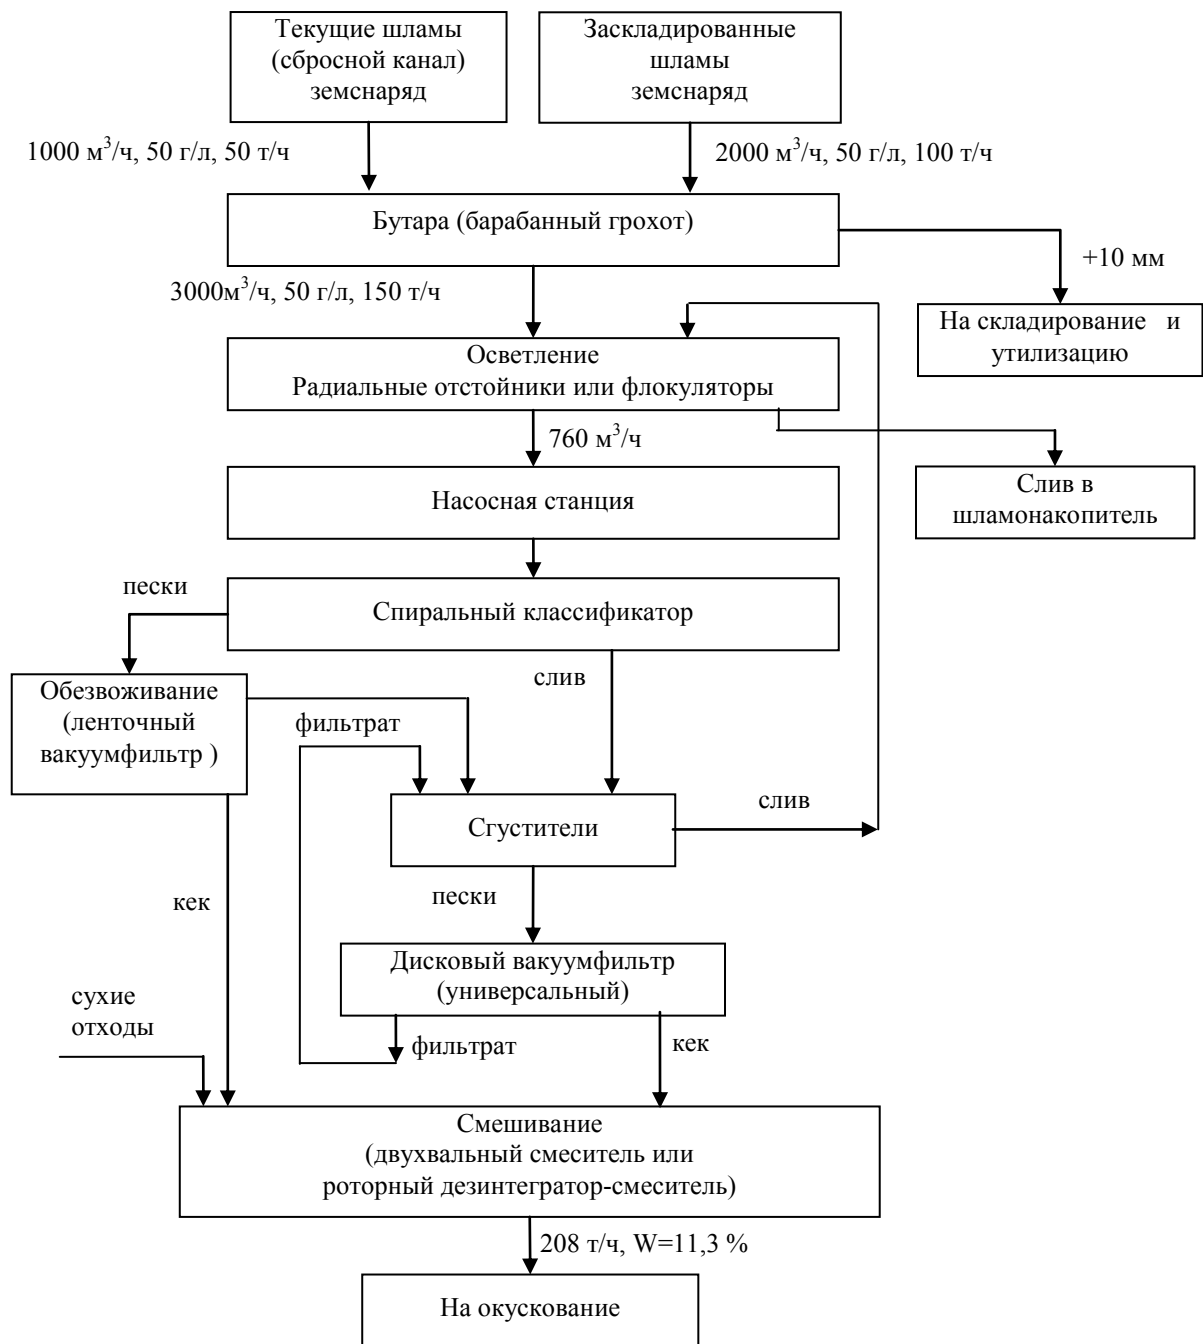 Текущие шламы
(сбросной канал)
земснаряд
Заскладированные
шламы
земснаряд
1000 м³/ч, 50 г/л, 50 т/ч
2000 м³/ч, 50 г/л, 100 т/ч
Бутара (барабанный грохот)
+10 мм
3000м³/ч, 50 г/л, 150 т/ч
На складирование и
утилизацию
Осветление
Радиальные отстойники или флокуляторы
760 м³/ч
Слив в
шламонакопитель
Насосная станция
пески
Спиральный классификатор
слив
Обезвоживание
(ленточный
вакуумфильтр )
фильтрат
слив
Сгустители
пески
кек
Дисковый вакуумфильтр
(универсальный)
сухие
отходы
фильтрат
кек
Смешивание
(двухвальный смеситель или
роторный дезинтегратор-смеситель)
208 т/ч, W=11,3 %
На окускование